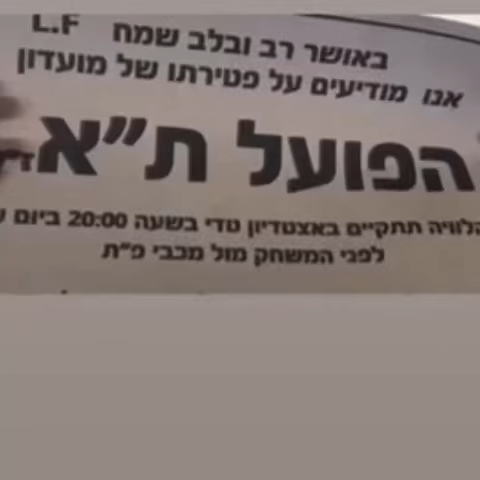 L.F
באושר רב ובלב שמח
אנו מודיעים על פטירתו של מועדון
הפועל ת"א
תתקיים באצטדיון טדי בשעה 20:00 ביום
לפני המשחק מול מכבי פ"ת